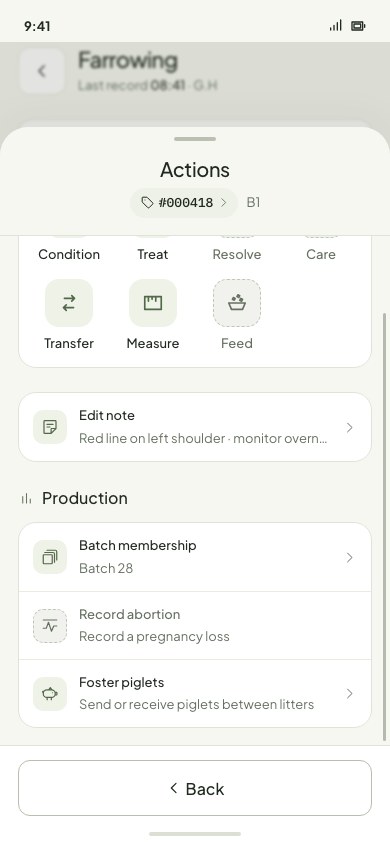 9:41
Farrowing
Last record 08:41 · G.H
Actions
#000418 B1
Condition Treat Resolve Care
Transfer Measure Feed
Edit note
Red line on left shoulder · monitor overn…
Production
Batch membership
Batch 28
Record abortion
Record a pregnancy loss
Foster piglets
Send or receive piglets between litters
Back